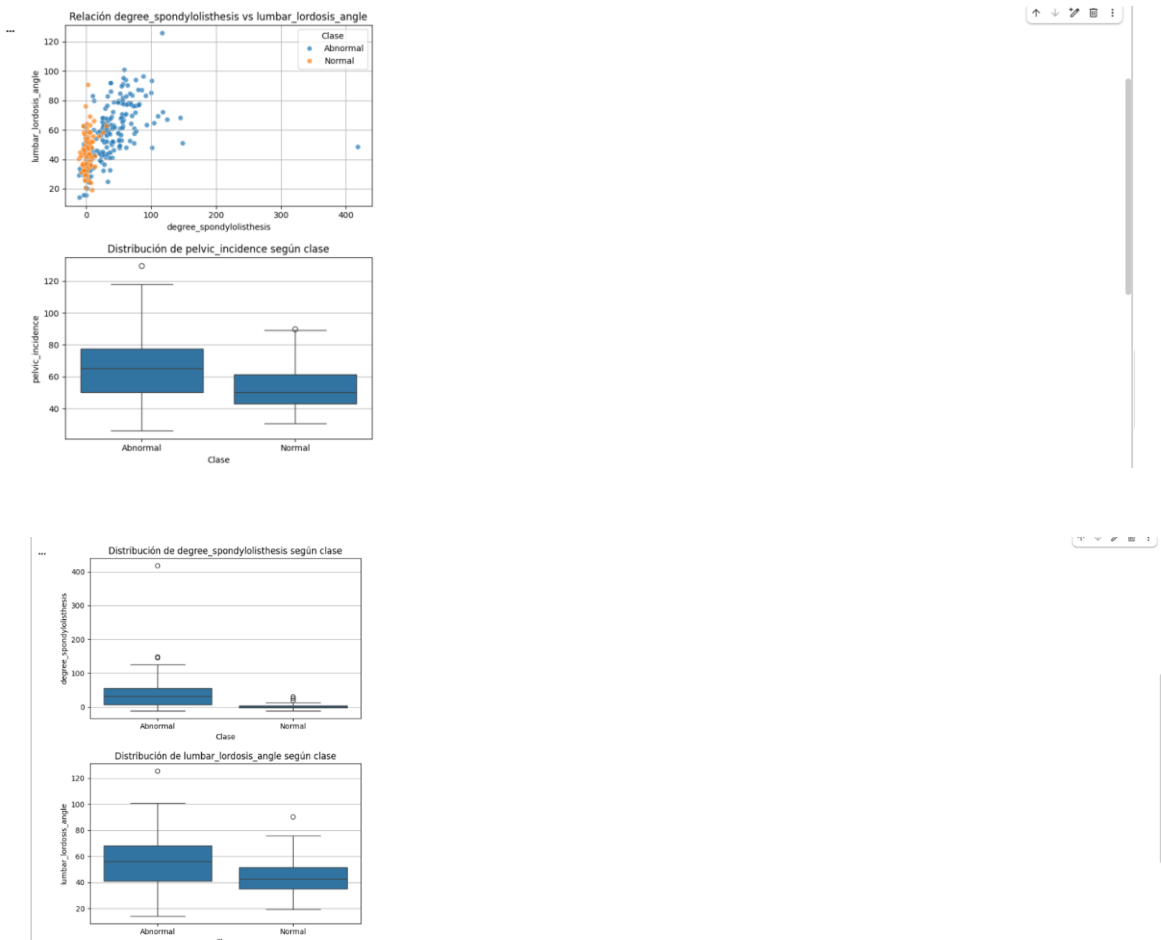 ...
Relación degree_spondylolisthesis vs lumbar_lordosis_angle
Clase
Abnormal
Normal
lumbar_lordosis_angle
120
100
80
60
40
20
0 100 200 300 400
degree_spondylolisthesis
Distribución de pelvic_incidence según clase
pelvic_incidence
120
100
80
60
40
Abnormal Normal
Clase
...
Distribución de degree_spondylolisthesis según clase
degree_spondylolisthesis
400
300
200
100
0
Abnormal Normal
Clase
Distribución de lumbar_lordosis_angle según clase
lumbar_lordosis_angle
120
100
80
60
40
20
Abnormal Normal